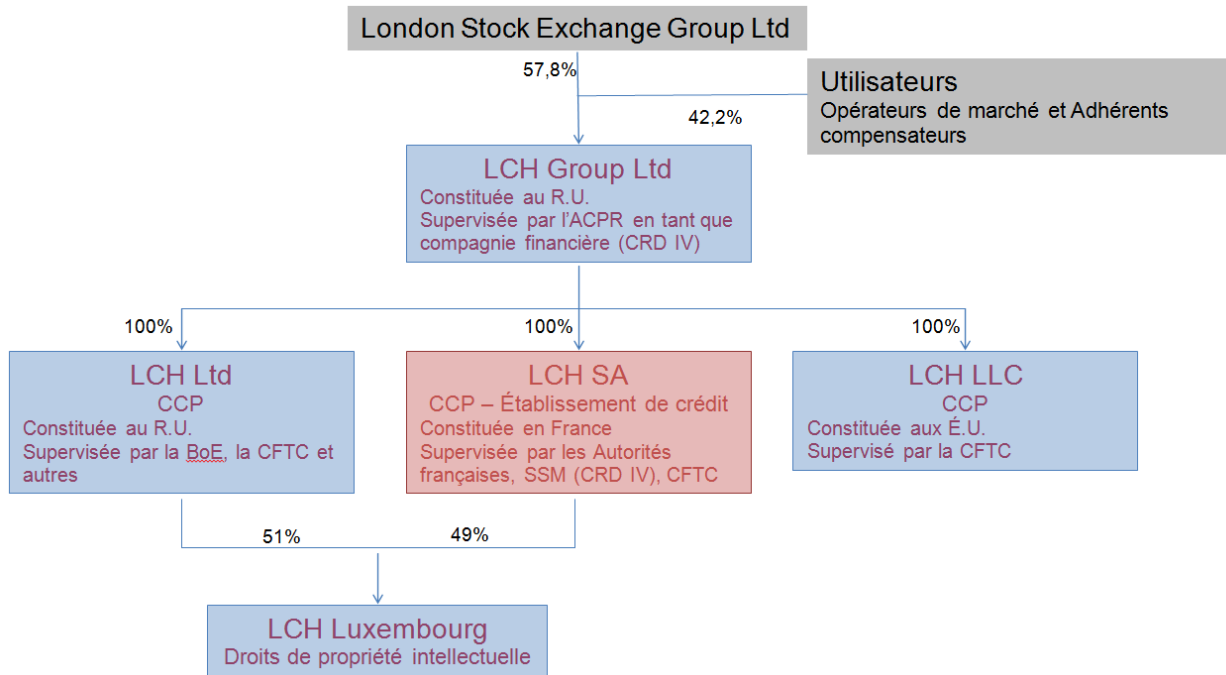 London Stock Exchange Group Ltd
57,8%
Utilisateurs
Opérateurs de marché et Adhérents
compensateurs
42,2%
LCH Group Ltd
Constituée au R.U.
Supervisée par l'ACPR en tant que
compagnie financière (CRD IV)
100%
100%
100%
LCH Ltd
CCP
Constituée au R.U.
Supervisée par la BoE, la CFTC et
autres
LCH SA
CCP – Établissement de crédit
Constituée en France
Supervisée par les Autorités
françaises, SSM (CRD IV), CFTC
LCH LLC
CCP
Constituée aux É.U.
Supervisé par la CFTC
51%
49%
LCH Luxembourg
Droits de propriété intellectuelle